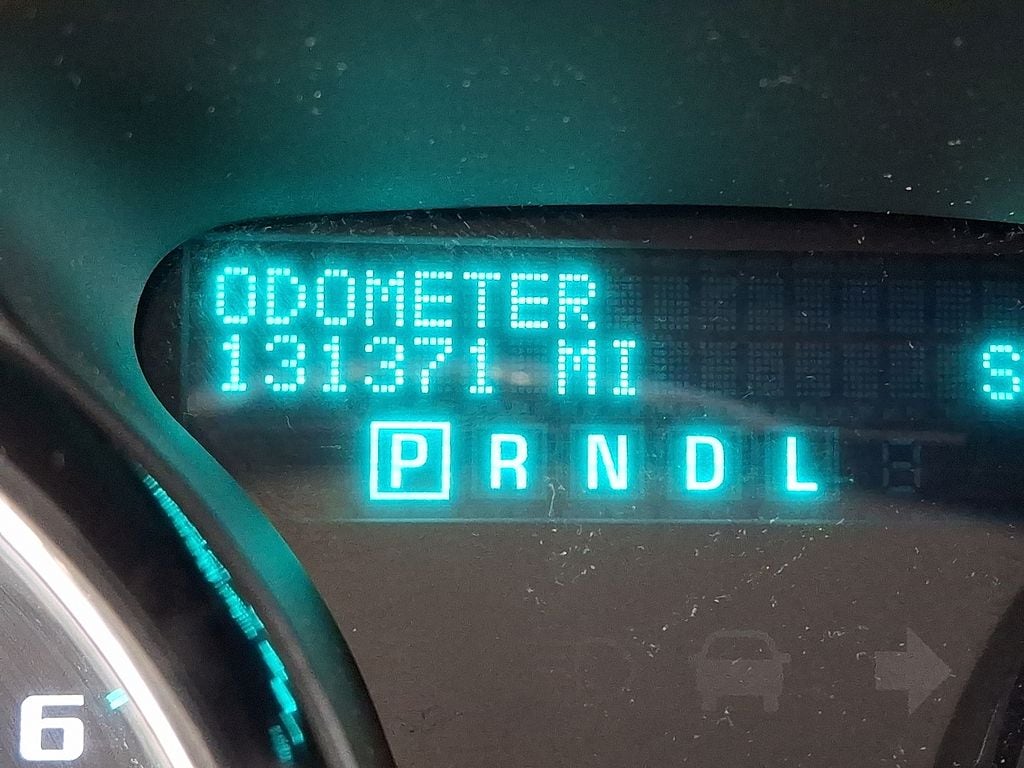 ODOMETER
131371 MI S
P R N D L
6